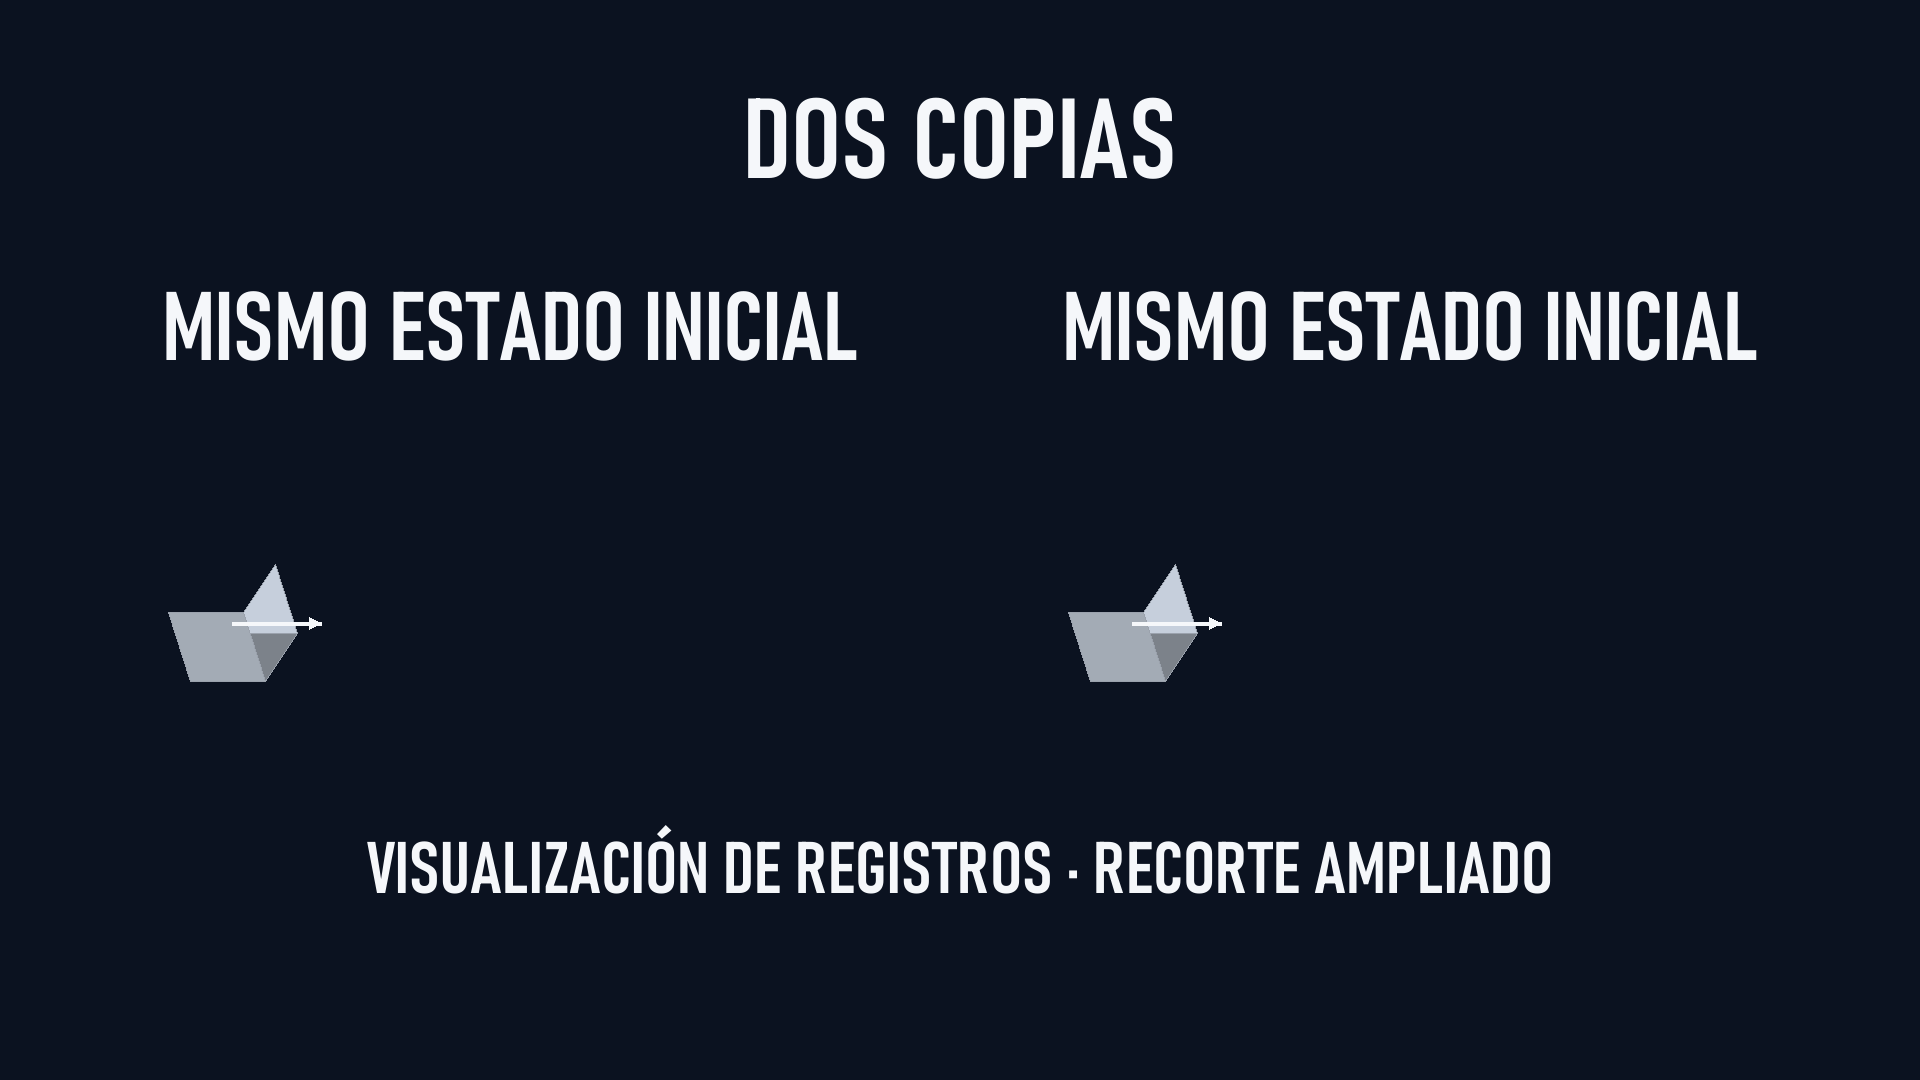 DOS COPIAS
MISMO ESTADO INICIAL
MISMO ESTADO INICIAL
VISUALIZACIÓN DE REGISTROS · RECORTE AMPLIADO